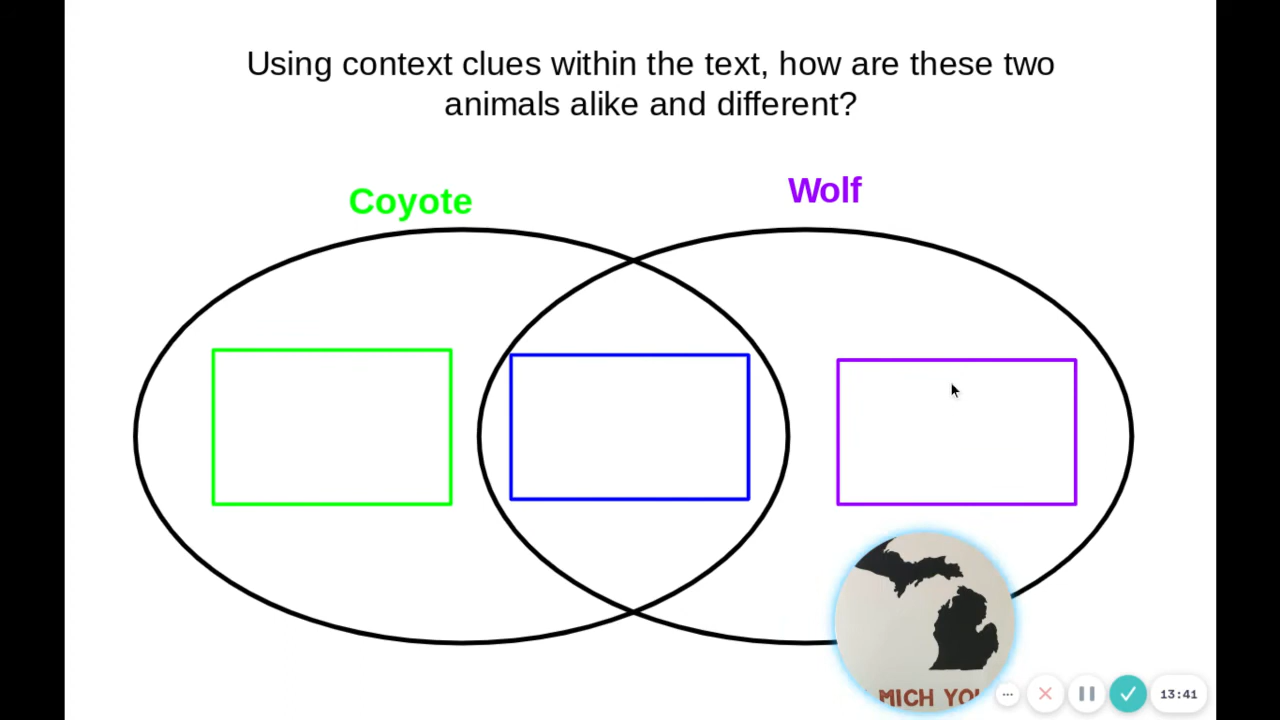 Using context clues within the text, how are these two
animals alike and different?
Coyote
Wolf
MICH YOU
13:41